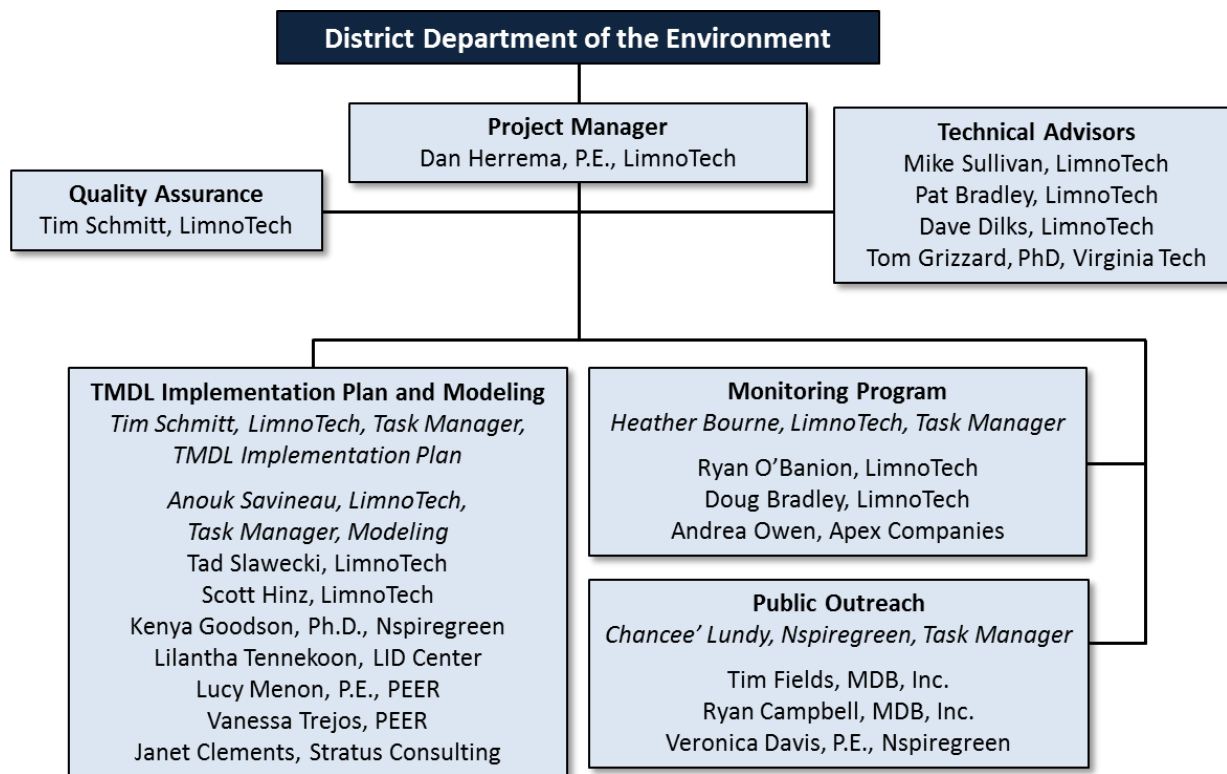 District Department of the Environment
Project Manager
Dan Herrema, P.E., LimnoTech
Technical Advisors
Mike Sullivan, LimnoTech
Pat Bradley, LimnoTech
Dave Dilks, LimnoTech
Tom Grizzard, PhD, Virginia Tech
Quality Assurance
Tim Schmitt, LimnoTech
TMDL Implementation Plan and Modeling
Tim Schmitt, LimnoTech, Task Manager,
TMDL Implementation Plan
Anouk Savineau, LimnoTech,
Task Manager, Modeling
Tad Slawecki, LimnoTech
Scott Hinz, LimnoTech
Kenya Goodson, Ph.D., Nspiregreen
Lilantha Tennekoon, LID Center
Lucy Menon, P.E., PEER
Vanessa Trejos, PEER
Janet Clements, Stratus Consulting
Monitoring Program
Heather Bourne, LimnoTech, Task Manager
Ryan O’Banion, LimnoTech
Doug Bradley, LimnoTech
Andrea Owen, Apex Companies
Public Outreach
Chancee’ Lundy, Nspiregreen, Task Manager
Tim Fields, MDB, Inc.
Ryan Campbell, MDB, Inc.
Veronica Davis, P.E., Nspiregreen